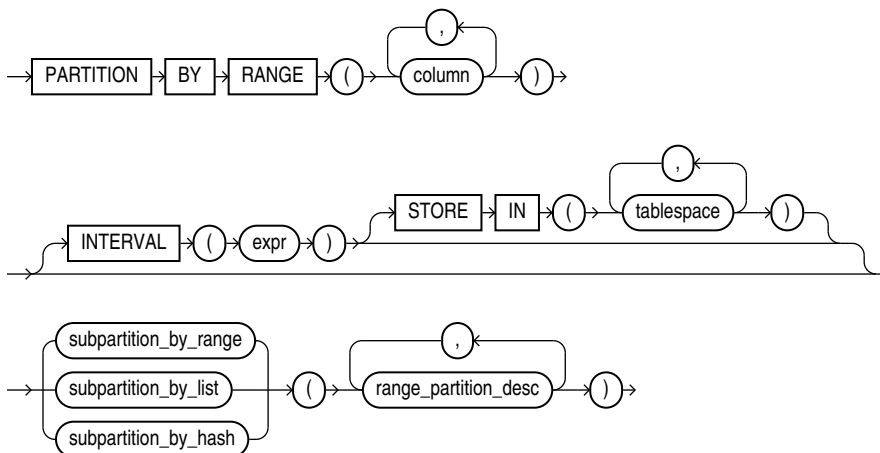 ,
PARTITION BY RANGE ( column )
,
STORE IN ( tablespace )
INTERVAL ( expr )
subpartition_by_range
,
subpartition_by_list ( range_partition_desc )
subpartition_by_hash